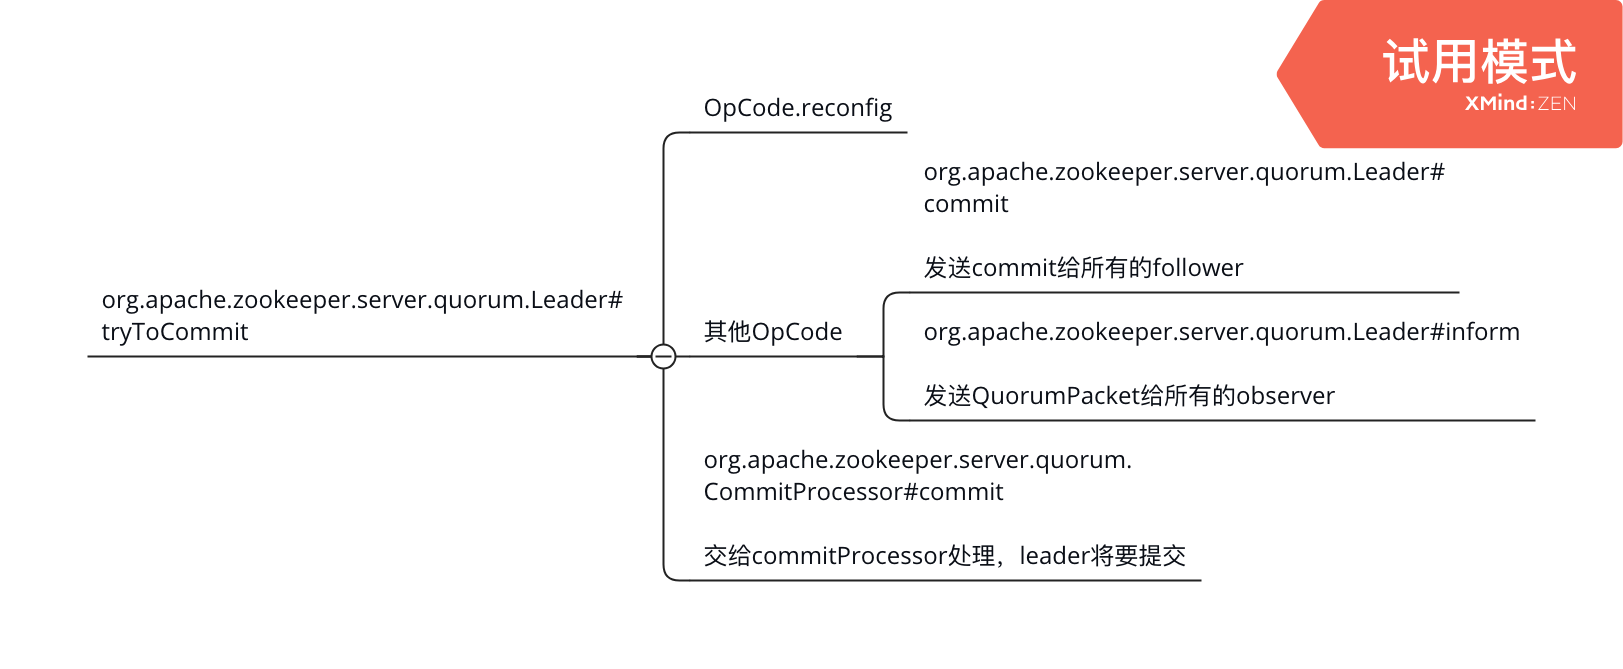 试用模式
XMind:ZEN
OpCode.reconfig
org.apache.zookeeper.server.quorum.Leader#
commit
发送commit给所有的follower
org.apache.zookeeper.server.quorum.Leader#
tryToCommit
其他OpCode
org.apache.zookeeper.server.quorum.Leader#inform
发送QuorumPacket给所有的observer
org.apache.zookeeper.server.quorum.
CommitProcessor#commit
交给commitProcessor处理，leader将要提交